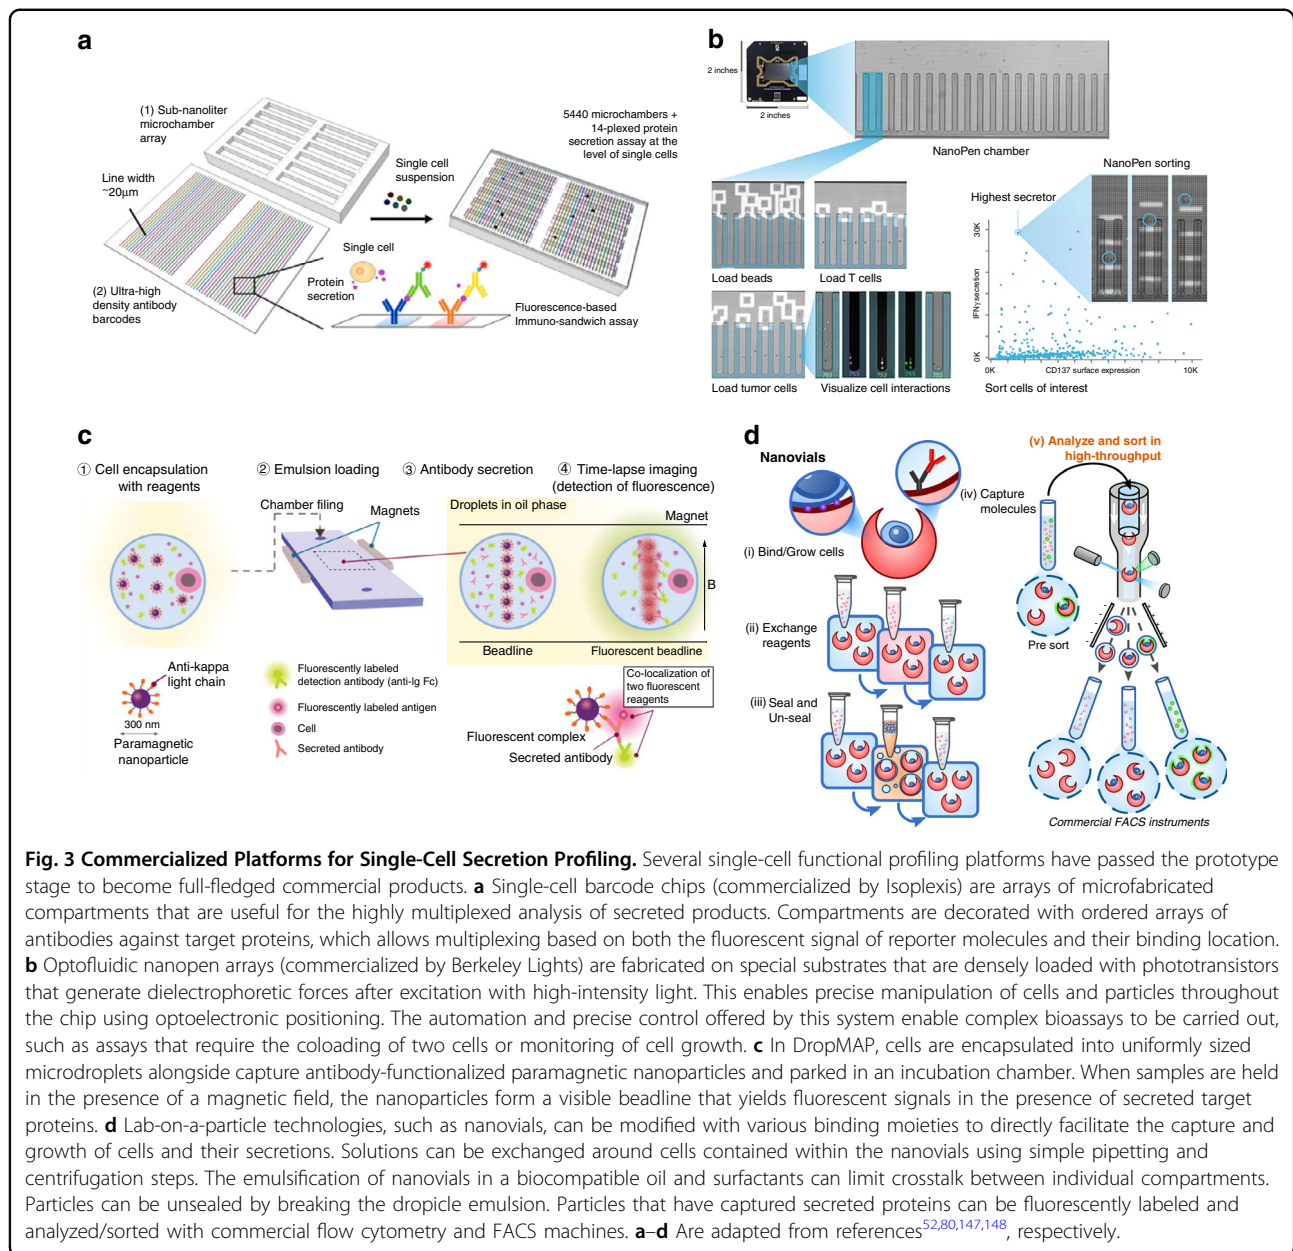 a
(1) Sub-nanoliter
microchamber
array
Line width
~20μm
(2) Ultra-high
density antibody
barcodes
Single cell
suspension
5440 microchambers +
14-plexed protein
secretion assay at the
level of single cells
Single cell
Protein
secretion
Fluorescence-based
Immuno-sandwich assay
b
2 inches
2 inches
NanoPen chamber
Load beads
Load T cells
Load tumor cells
Visualize cell interactions
NanoPen sorting
Highest secretor
30K
IFNγ secretion
0K
0K
CD137 surface expression
10K
Sort cells of interest
c
① Cell encapsulation
with reagents
② Emulsion loading
③ Antibody secretion
④ Time-lapse imaging
(detection of fluorescence)
Chamber filing
Magnets
Droplets in oil phase
Magnet
B
Beadline
Fluorescent beadline
Anti-kappa
light chain
300 nm
Paramagnetic
nanoparticle
Fluorescently labeled
detection antibody (anti-Ig Fc)
Fluorescently labeled antigen
Cell
Secreted antibody
Co-localization of
two fluorescent
reagents
Fluorescent complex
Secreted antibody
d
Nanovials
(i) Bind/Grow cells
(ii) Exchange
reagents
(iii) Seal and
Un-seal
(iv) Capture
molecules
(v) Analyze and sort in
high-throughput
Pre sort
Commercial FACS instruments
Fig. 3 Commercialized Platforms for Single-Cell Secretion Profiling. Several single-cell functional profiling platforms have passed the prototype
stage to become full-fledged commercial products. a Single-cell barcode chips (commercialized by Isoplexis) are arrays of microfabricated
compartments that are useful for the highly multiplexed analysis of secreted products. Compartments are decorated with ordered arrays of
antibodies against target proteins, which allows multiplexing based on both the fluorescent signal of reporter molecules and their binding location.
b Optofluidic nanopen arrays (commercialized by Berkeley Lights) are fabricated on special substrates that are densely loaded with phototransistors
that generate dielectrophoretic forces after excitation with high-intensity light. This enables precise manipulation of cells and particles throughout
the chip using optoelectronic positioning. The automation and precise control offered by this system enable complex bioassays to be carried out,
such as assays that require the coloading of two cells or monitoring of cell growth. c In DropMAP, cells are encapsulated into uniformly sized
microdroplets alongside capture antibody-functionalized paramagnetic nanoparticles and parked in an incubation chamber. When samples are held
in the presence of a magnetic field, the nanoparticles form a visible beadline that yields fluorescent signals in the presence of secreted target
proteins. d Lab-on-a-particle technologies, such as nanovials, can be modified with various binding moieties to directly facilitate the capture and
growth of cells and their secretions. Solutions can be exchanged around cells contained within the nanovials using simple pipetting and
centrifugation steps. The emulsification of nanovials in a biocompatible oil and surfactants can limit crosstalk between individual compartments.
Particles can be unsealed by breaking the dropicle emulsion. Particles that have captured secreted proteins can be fluorescently labeled and
analyzed/sorted with commercial flow cytometry and FACS machines. a–d Are adapted from references52,80,147,148, respectively.